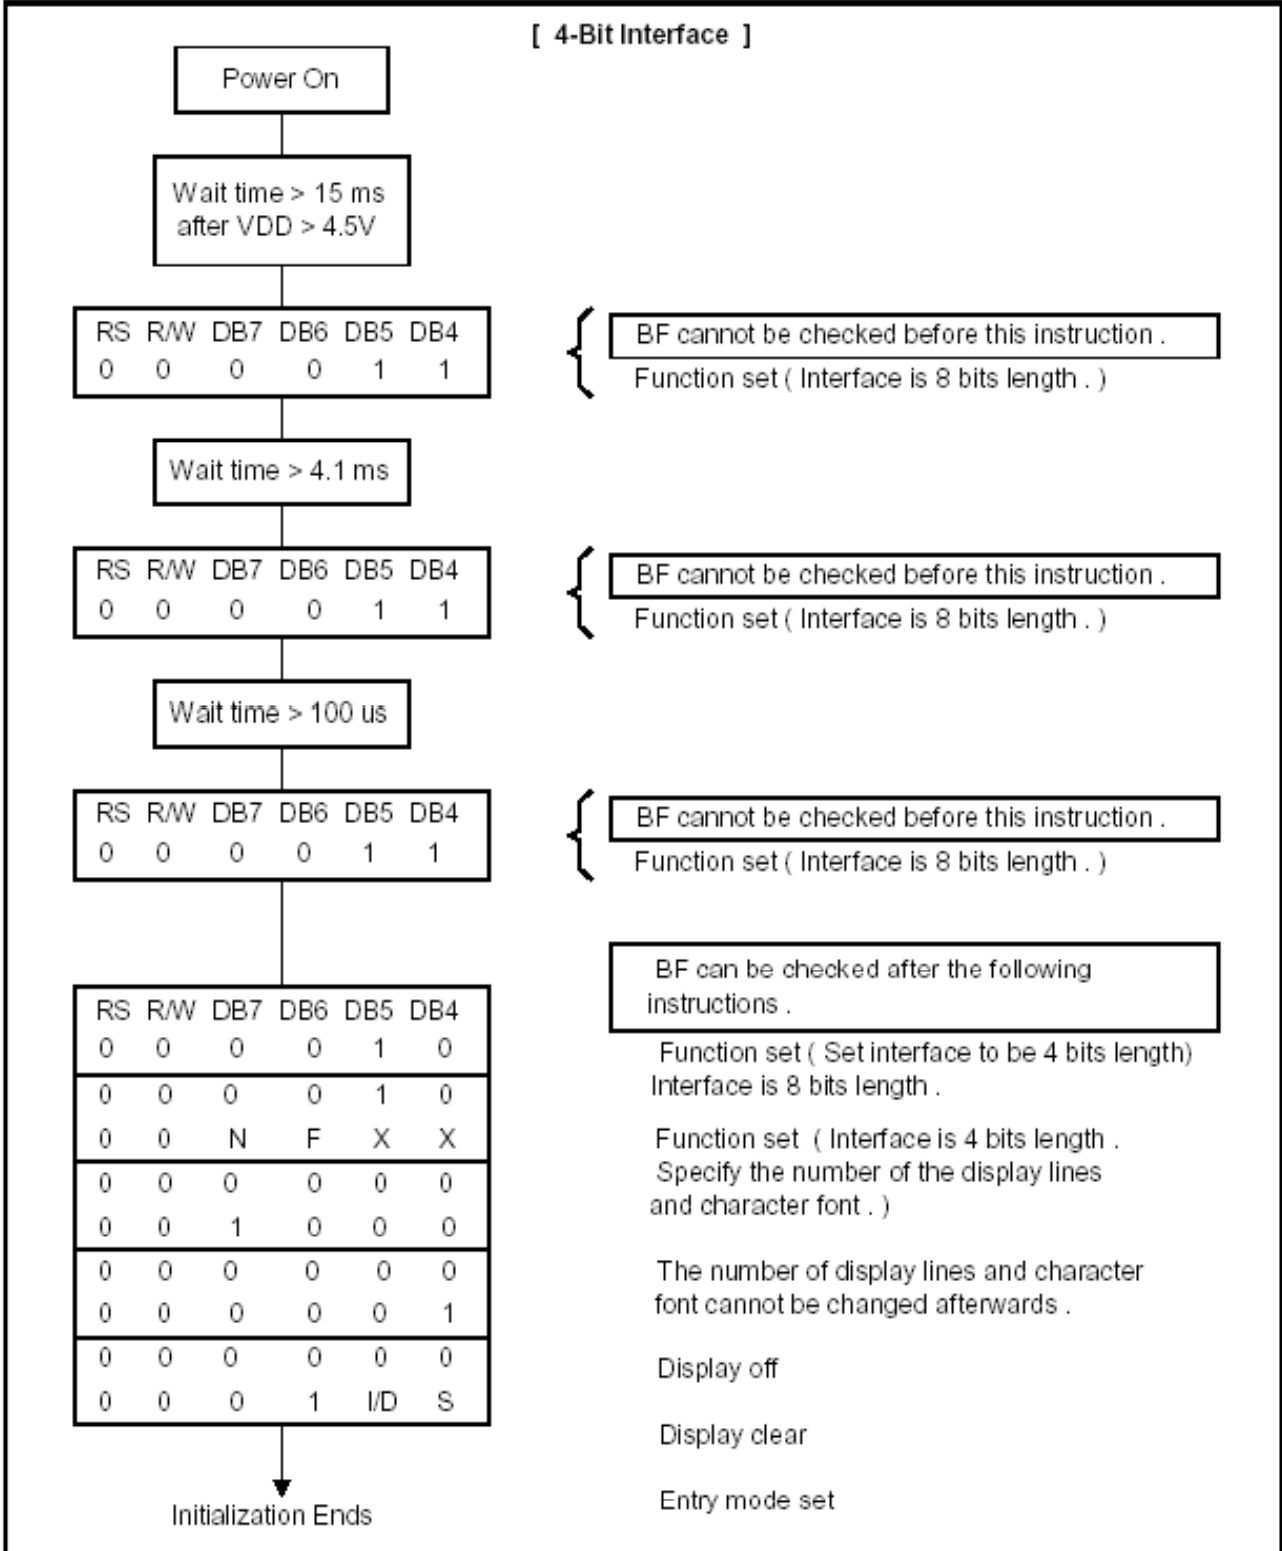 [ 4-Bit Interface ]
Power On
Wait time > 15 ms
after VDD > 4.5V
RS R/W DB7 DB6 DB5 DB4
0 0 0 0 1 1
BF cannot be checked before this instruction .
Function set ( Interface is 8 bits length . )
Wait time > 4.1 ms
RS R/W DB7 DB6 DB5 DB4
0 0 0 0 1 1
BF cannot be checked before this instruction .
Function set ( Interface is 8 bits length . )
Wait time > 100 us
RS R/W DB7 DB6 DB5 DB4
0 0 0 0 1 1
BF cannot be checked before this instruction .
Function set ( Interface is 8 bits length . )
RS R/W DB7 DB6 DB5 DB4
0 0 0 0 1 0
0 0 0 0 1 0
0 0 N F X X
0 0 0 0 0 0
0 0 1 0 0 0
0 0 0 0 0 0
0 0 0 0 0 1
0 0 0 0 0 0
0 0 0 1 I/D S
BF can be checked after the following
instructions .
Function set ( Set interface to be 4 bits length)
Interface is 8 bits length .
Function set ( Interface is 4 bits length .
Specify the number of the display lines
and character font . )
The number of display lines and character
font cannot be changed afterwards .
Display off
Display clear
Entry mode set
Initialization Ends